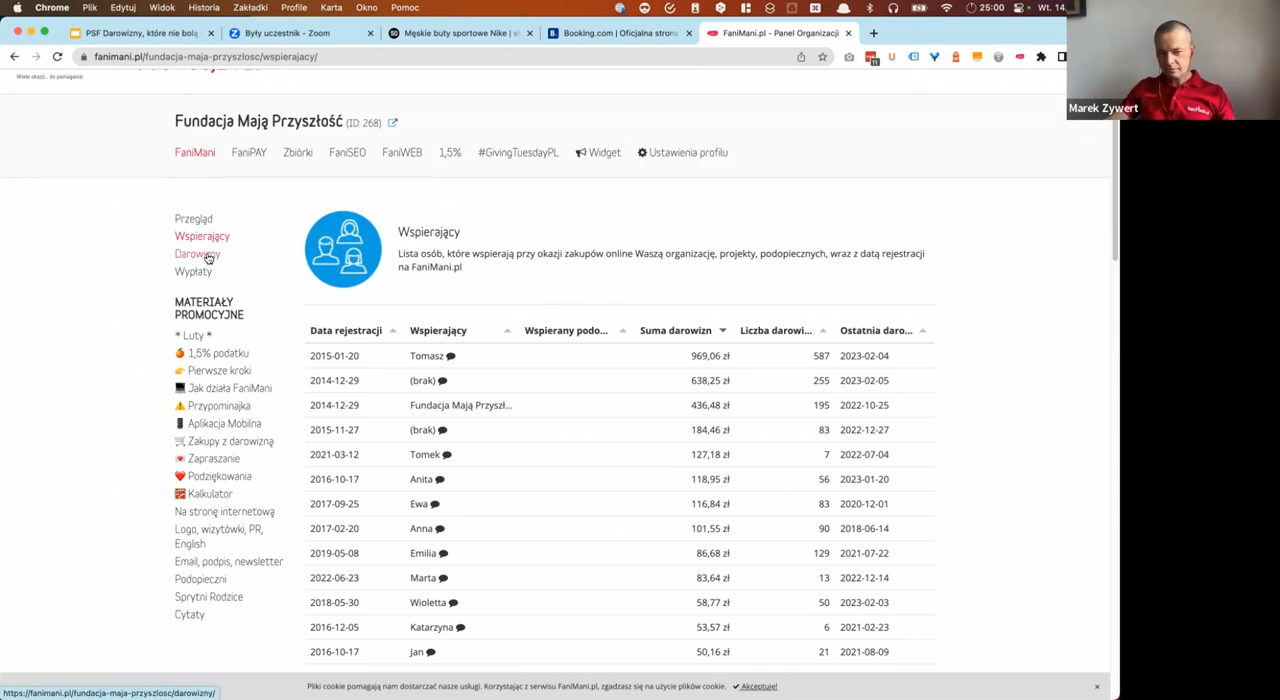 Chrome Plik Edytuj Widok Historia Zakładki Profile Karta Okno Pomoc 25:00 Wt. 14.
PSF Darowizny, które nie bolą
Były uczestnik - Zoom
Męskie buty sportowe Nike | s
Booking.com | Oficjalna strona
FaniMani.pl - Panel Organizacji
fanimani.pl/fundacja-maja-przyszlosc/wspierajacy/
11
Wiele okazji.. do pomagania!
Marek Zywert
Fundacja Mają Przyszłość (ID: 268)
FaniMani FaniPAY Zbiórki FaniSEO FaniWEB 1,5% #GivingTuesdayPL Widget Ustawienia profilu
Przegląd
Wspierający
Darowizny
Wypłaty
MATERIAŁY
PROMOCYJNE
* Luty *
1,5% podatku
Pierwsze kroki
Jak działa FaniMani
Przypominajka
Aplikacja Mobilna
Zakupy z darowizną
Zapraszanie
Podziękowania
Kalkulator
Na stronę internetową
Logo, wizytówki, PR,
English
Email, podpis, newsletter
Podopieczni
Sprytni Rodzice
Cytaty
Wspierający
Lista osób, które wspierają przy okazji zakupów online Waszą organizację, projekty, podopiecznych, wraz z datą rejestracji
na FaniMani.pl
Data rejestracji Wspierający Wspierany podo... Suma darowizn Liczba darowi... Ostatnia daro...
2015-01-20 Tomasz 969,06 zł 587 2023-02-04
2014-12-29 (brak) 638,25 zł 255 2023-02-05
2014-12-29 Fundacja Mają Przyszł... 436,48 zł 195 2022-10-25
2015-11-27 (brak) 184,46 zł 83 2022-12-27
2021-03-12 Tomek 127,18 zł 7 2022-07-04
2016-10-17 Anita 118,95 zł 56 2023-01-20
2017-09-25 Ewa 116,84 zł 83 2020-12-01
2017-02-20 Anna 101,55 zł 90 2018-06-14
2019-05-08 Emilia 86,68 zł 129 2021-07-22
2022-06-23 Marta 83,64 zł 13 2022-12-14
2018-05-30 Wioletta 58,77 zł 50 2023-02-03
2016-12-05 Katarzyna 53,57 zł 6 2021-02-23
2016-10-17 Jan 50,16 zł 21 2021-08-09
Pliki cookie pomagają nam dostarczać nasze usługi. Korzystając z serwisu FaniMani.pl, zgadzasz się na użycie plików cookie. Akceptuję!
https://fanimani.pl/fundacja-maja-przyszlosc/darowizny/